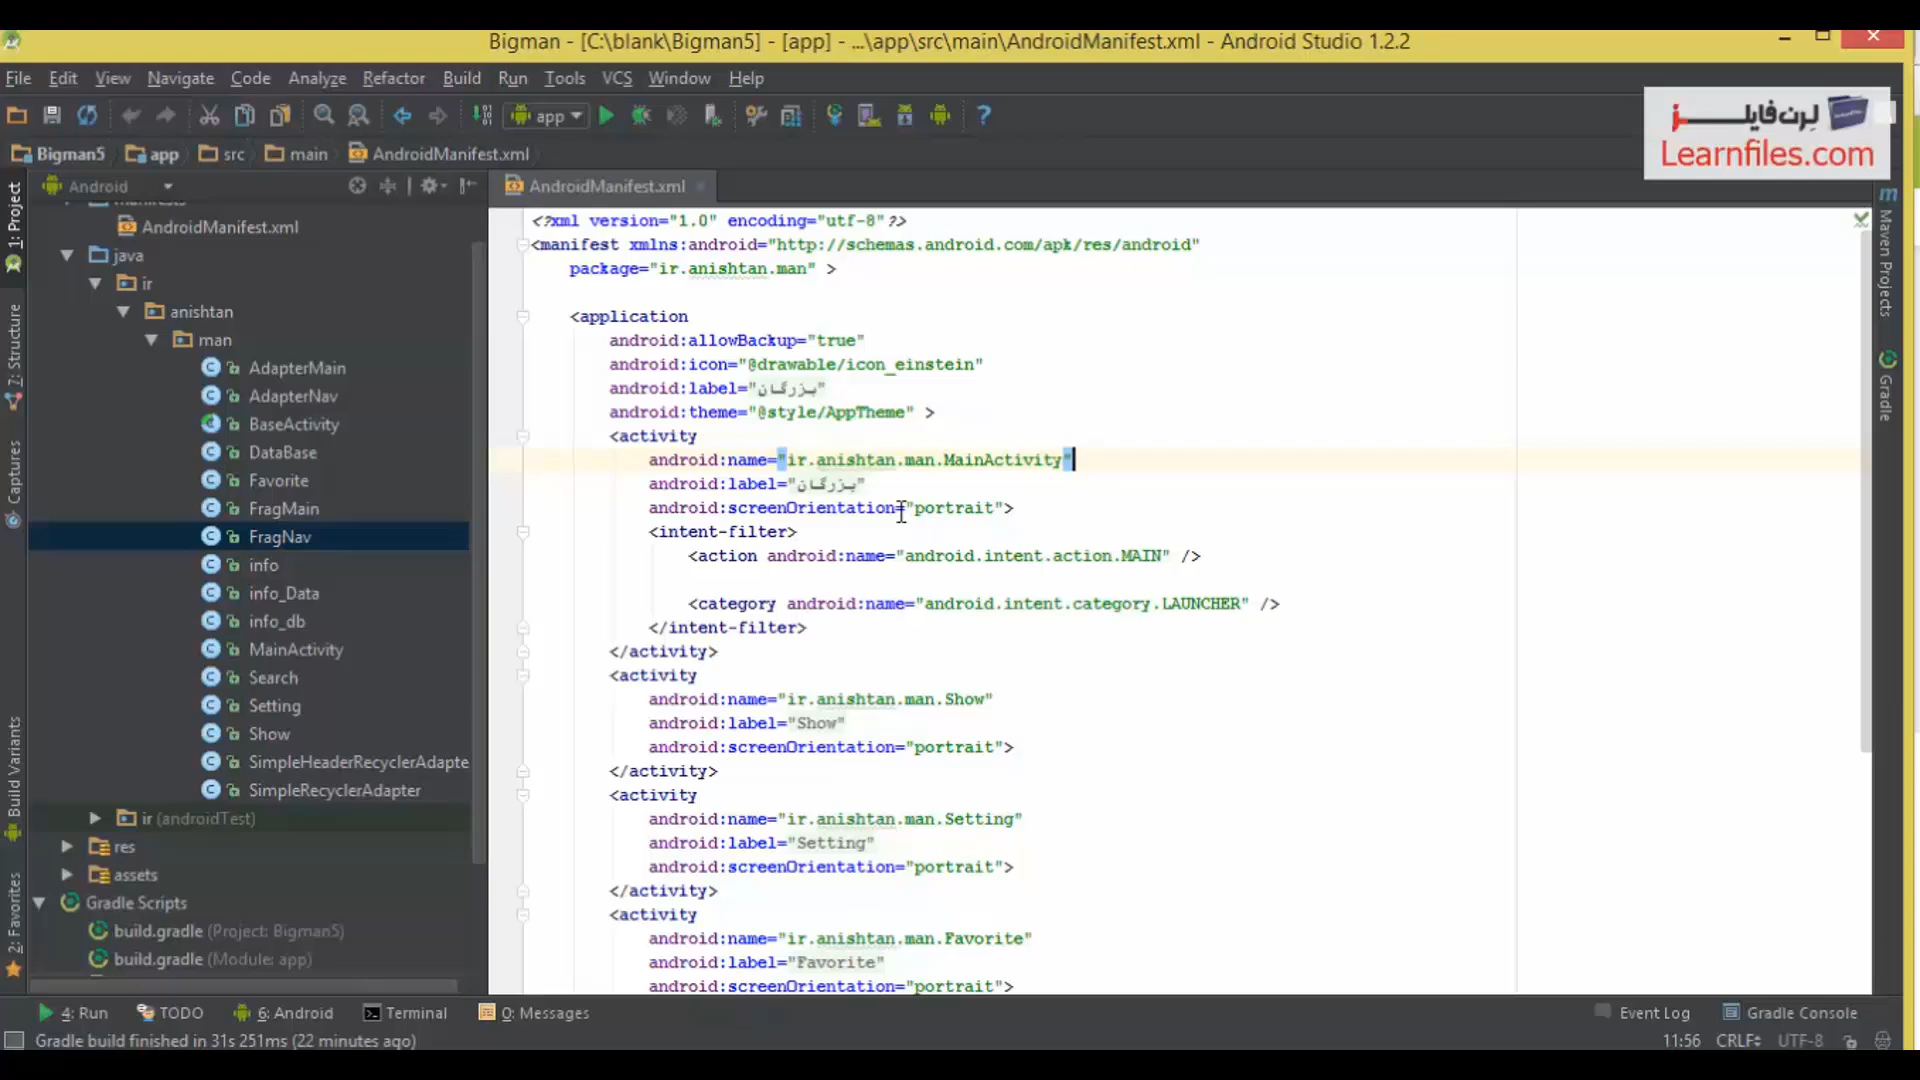 Bigman - [C:\blank\Bigman5] - [app] - ...\app\src\main\AndroidManifest.xml - Android Studio 1.2.2
File Edit View Navigate Code Analyze Refactor Build Run Tools VCS Window Help
app
لِرن فایلز
Learnfiles.com
Bigman5 app src main AndroidManifest.xml
Android
AndroidManifest.xml
1: Project
7: Structure
Captures
Build Variants
2: Favorites
manifests
AndroidManifest.xml
java
ir
anishtan
man
AdapterMain
AdapterNav
BaseActivity
DataBase
Favorite
FragMain
FragNav
info
info_Data
info_db
MainActivity
Search
Setting
Show
SimpleHeaderRecyclerAdapte
SimpleRecyclerAdapter
ir (androidTest)
res
assets
Gradle Scripts
build.gradle (Project: Bigman5)
build.gradle (Module: app)
<?xml version="1.0" encoding="utf-8"?>
<manifest xmlns:android="http://schemas.android.com/apk/res/android"
package="ir.anishtan.man" >
<application
android:allowBackup="true"
android:icon="@drawable/icon_einstein"
android:label="بزرگان"
android:theme="@style/AppTheme" >
<activity
android:name="ir.anishtan.man.MainActivity"
android:label="بزرگان"
android:screenOrientation="portrait">
<intent-filter>
<action android:name="android.intent.action.MAIN" />
<category android:name="android.intent.category.LAUNCHER" />
</intent-filter>
</activity>
<activity
android:name="ir.anishtan.man.Show"
android:label="Show"
android:screenOrientation="portrait">
</activity>
<activity
android:name="ir.anishtan.man.Setting"
android:label="Setting"
android:screenOrientation="portrait">
</activity>
<activity
android:name="ir.anishtan.man.Favorite"
android:label="Favorite"
android:screenOrientation="portrait">
m Maven Projects
Gradle
4: Run TODO 6: Android Terminal 0: Messages Event Log Gradle Console
Gradle build finished in 31s 251ms (22 minutes ago) 11:56 CRLF UTF-8